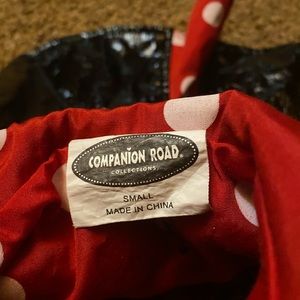 COMPANION ROAD
COLLECTIONS
SMALL
MADE IN CHINA